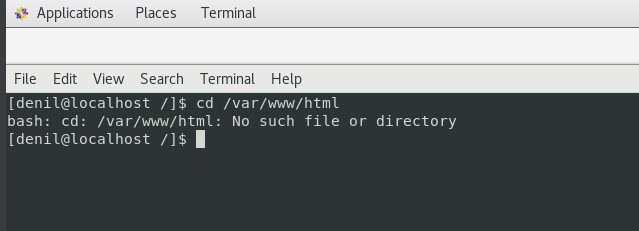 Applications Places Terminal
File Edit View Search Terminal Help
[denil@localhost /]$ cd /var/www/html
bash: cd: /var/www/html: No such file or directory
[denil@localhost /]$